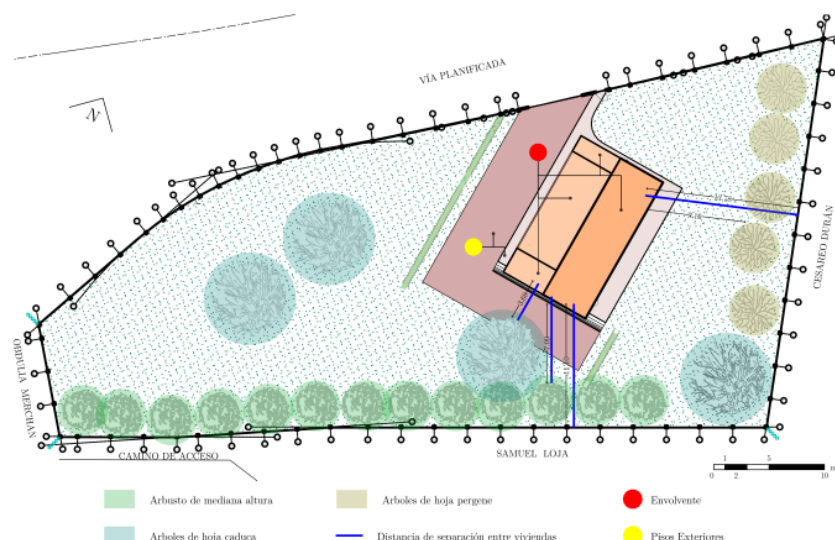 VÍA PLANIFICADA
N
CESAREO DURÁN
OBDULIA MERCHAN
CAMINO DE ACCESO
SAMUEL LOJA
1 5
0 2 10 m
Arbusto de mediana altura
Arboles de hoja pergene
Envolvente
Arboles de hoja caduca
Distancia de separación entre viviendas
Pisos Exteriores